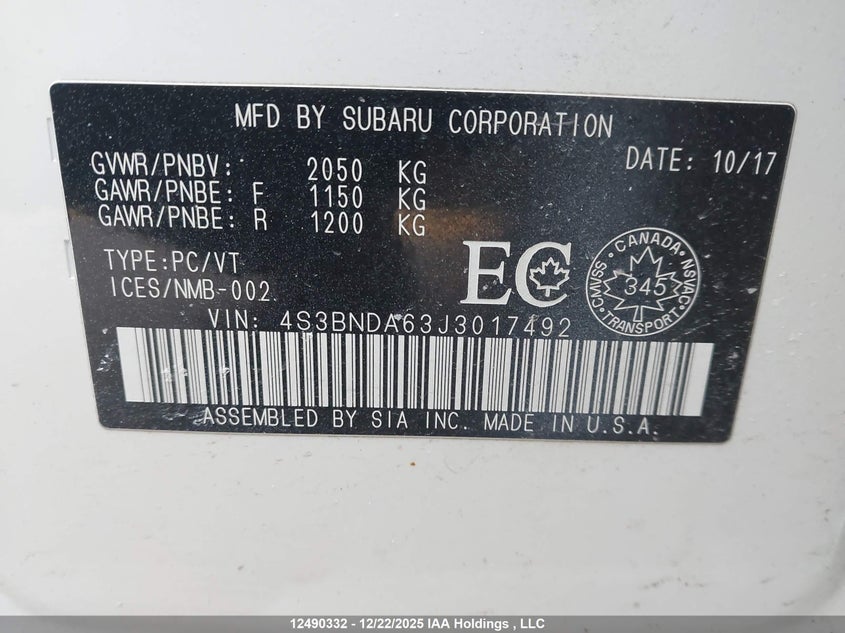 MFD BY SUBARU CORPORATION
GVWR/PNBV: 2050 KG
DATE: 10/17
GAWR/PNBE: F 1150 KG
GAWR/PNBE: R 1200 KG
TYPE:PC/VT
ICES/NMB-002
EC
CANADA
CMVSS 345 NSVAC
TRANSPORT
VIN: 4S3BNDA63J3017492
ASSEMBLED BY SIA INC. MADE IN U.S.A.
12490332 - 12/22/2025 IAA Holdings , LLC